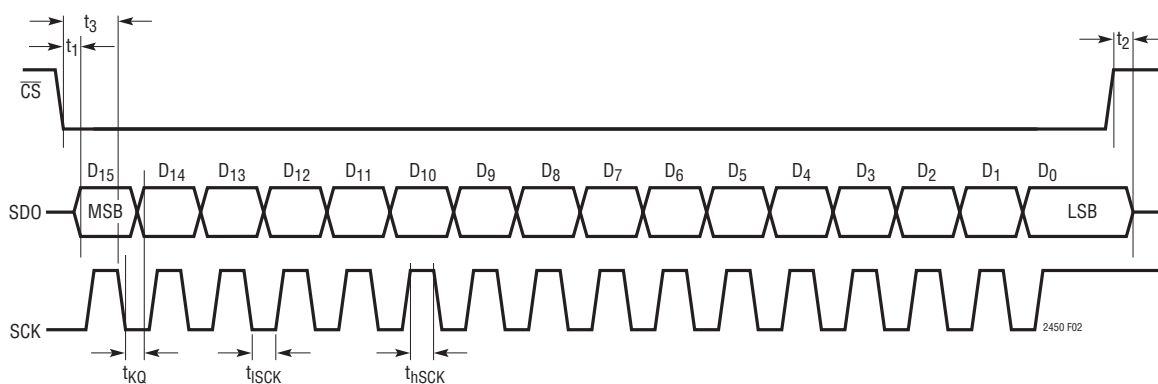 t3
t1
t2
CS
D15 D14 D13 D12 D11 D10 D9 D8 D7 D6 D5 D4 D3 D2 D1 D0
SDO MSB LSB
SCK
2450 F02
tKQ tlSCK thSCK